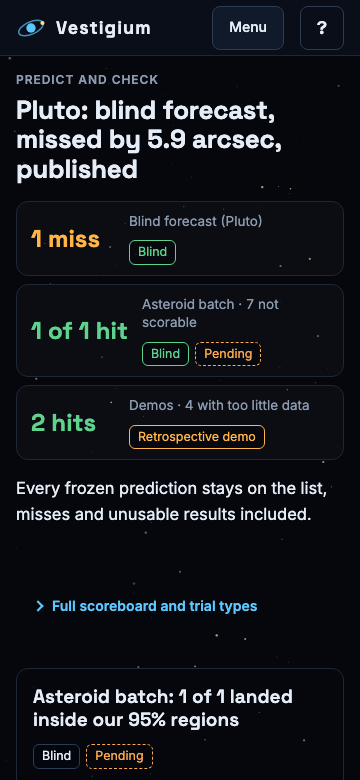 Vestigium
Menu
?
PREDICT AND CHECK
Pluto: blind forecast,
missed by 5.9 arcsec,
published
1 miss
Blind forecast (Pluto)
Blind
1 of 1 hit
Asteroid batch · 7 not
scorable
Blind
Pending
2 hits
Demos · 4 with too little data
Retrospective demo
Every frozen prediction stays on the list,
misses and unusable results included.
Full scoreboard and trial types
Asteroid batch: 1 of 1 landed
inside our 95% regions
Blind
Pending